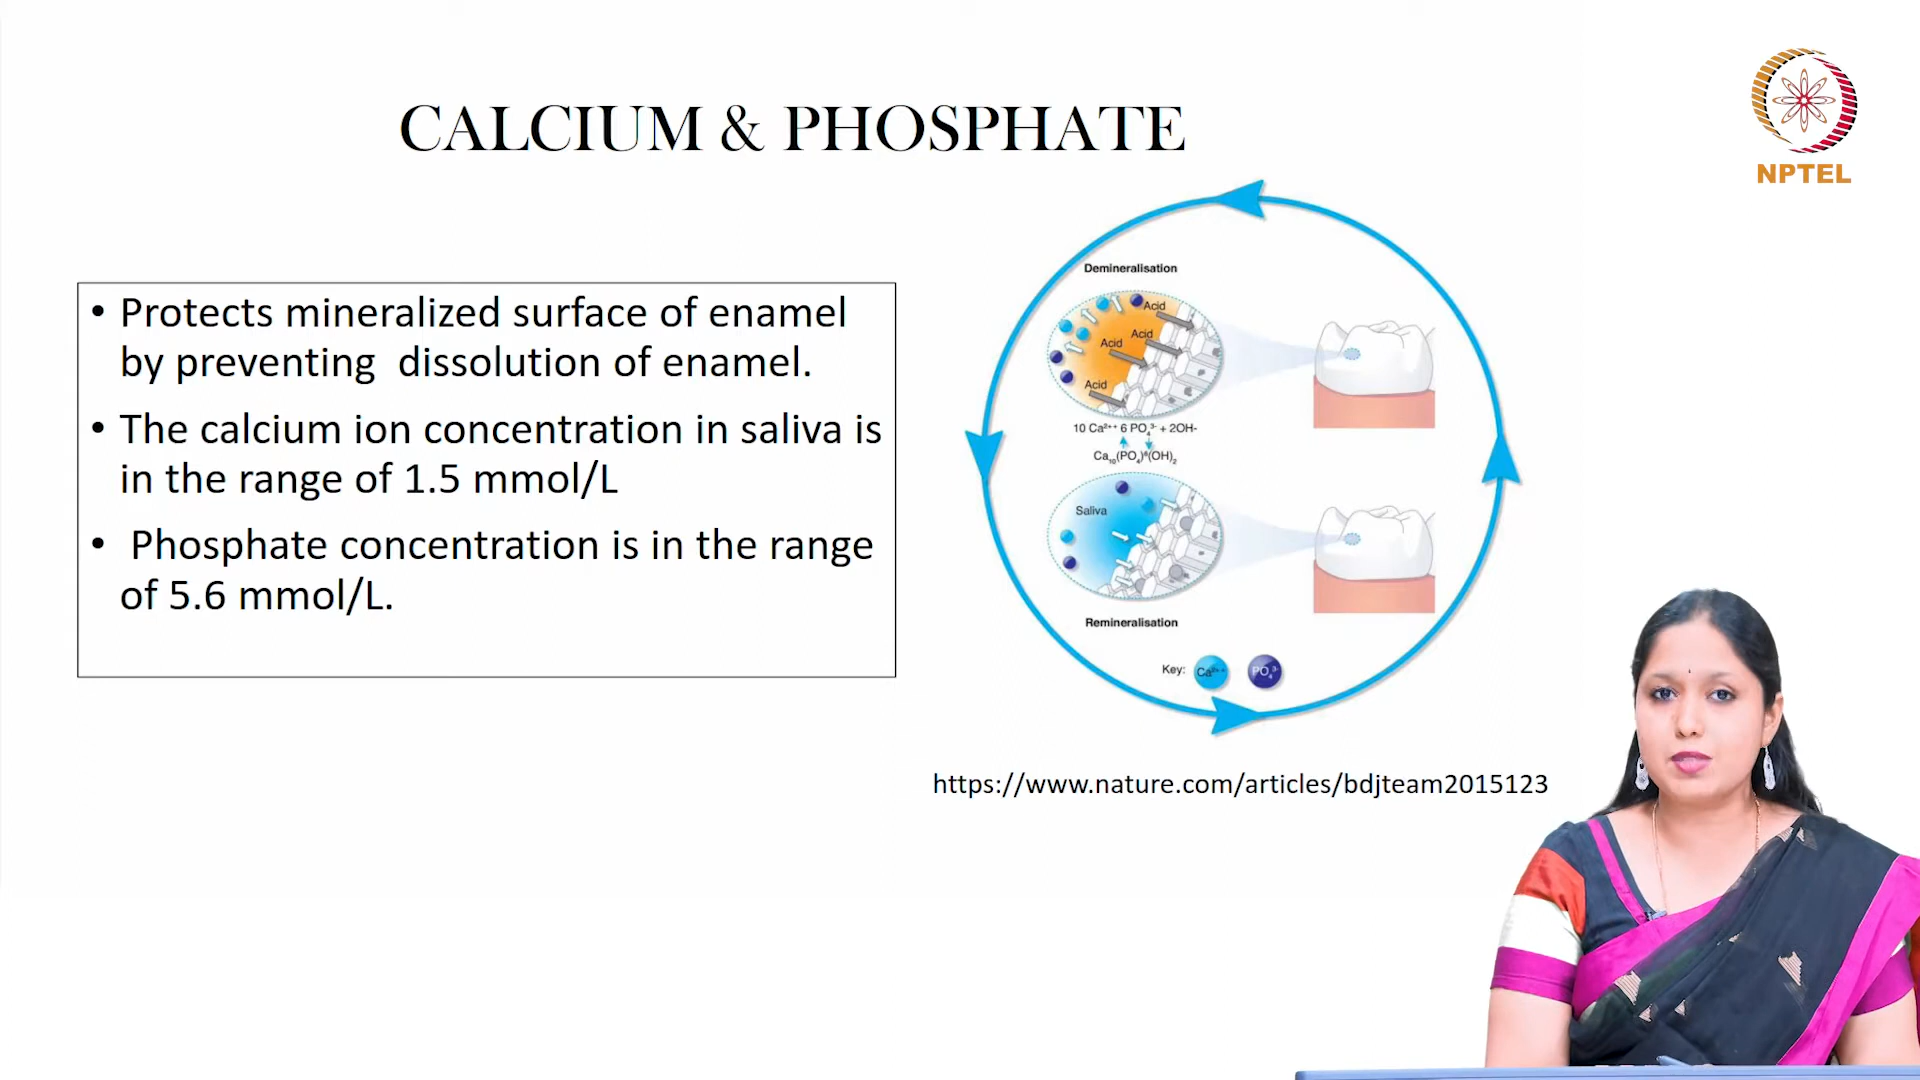 CALCIUM & PHOSPHATE
NPTEL
• Protects mineralized surface of enamel
by preventing dissolution of enamel.
• The calcium ion concentration in saliva is
in the range of 1.5 mmol/L
• Phosphate concentration is in the range
of 5.6 mmol/L.
Demineralisation
Acid
Acid
Acid
Acid
10 Ca²⁺⁺ 6 PO₄³⁻ + 2OH-
Ca₁₀(PO₄)⁶(OH)₂
Saliva
Remineralisation
Key: Ca²⁺⁺ PO₄³⁻
https://www.nature.com/articles/bdjteam2015123